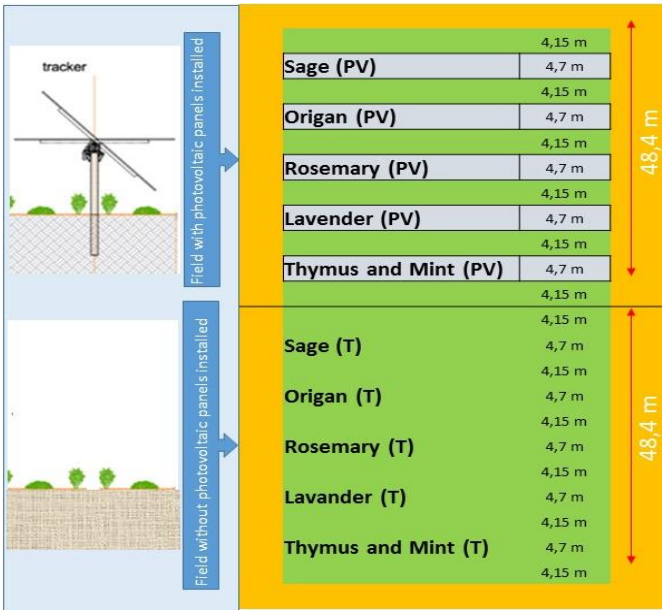 tracker
Field with photovoltaic panels installed
4,15 m
Sage (PV) 4,7 m
4,15 m
Origan (PV) 4,7 m
4,15 m
Rosemary (PV) 4,7 m
4,15 m
Lavender (PV) 4,7 m
4,15 m
Thymus and Mint (PV) 4,7 m
4,15 m
48,4 m
Field without photovoltaic panels installed
4,15 m
Sage (T) 4,7 m
4,15 m
Origan (T) 4,7 m
4,15 m
Rosemary (T) 4,7 m
4,15 m
Lavander (T) 4,7 m
4,15 m
Thymus and Mint (T) 4,7 m
4,15 m
48,4 m